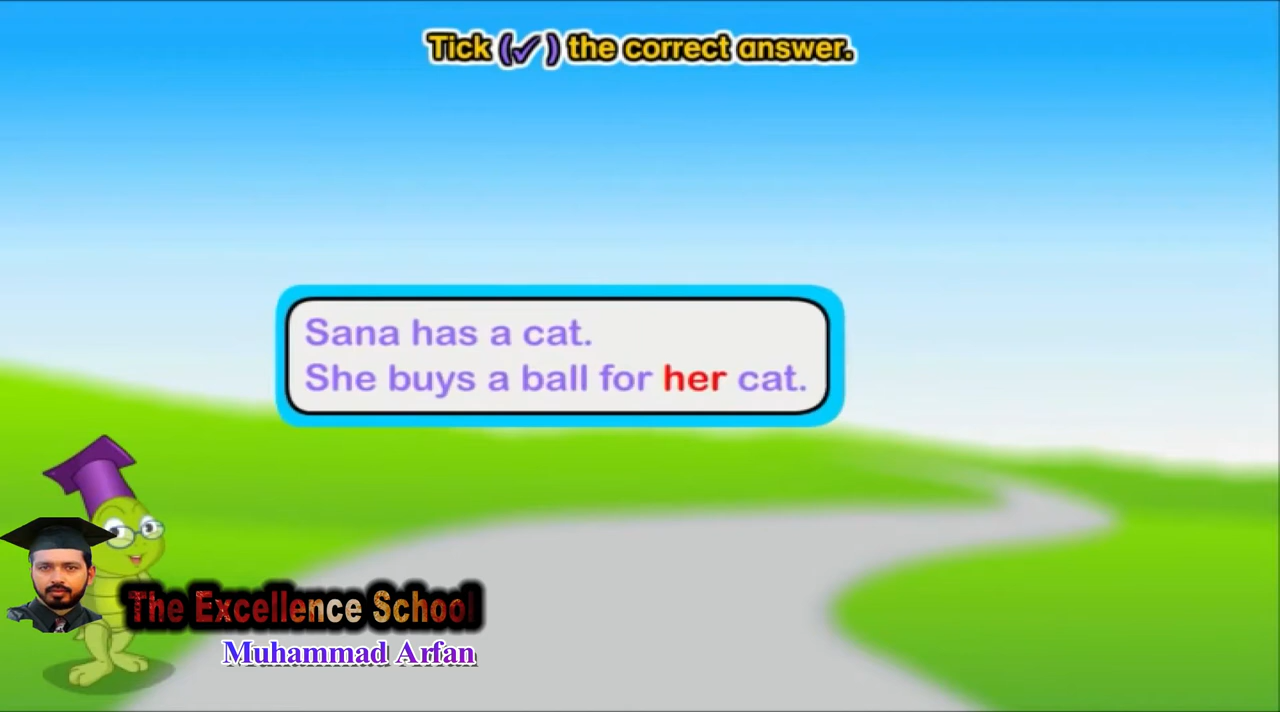 Tick (✓) the correct answer.
Sana has a cat.
She buys a ball for her cat.
The Excellence School
Muhammad Arfan